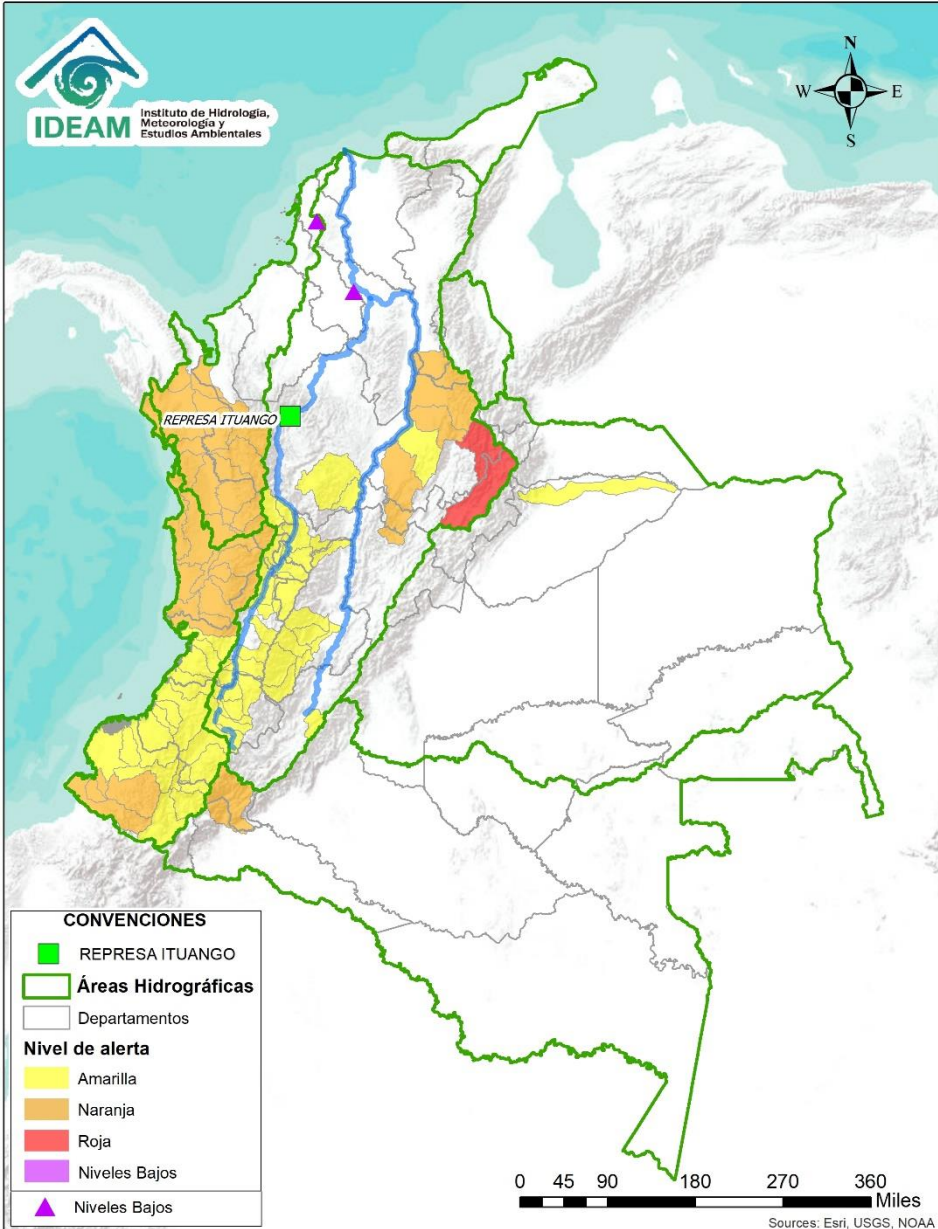 IDEAM
Instituto de Hidrología,
Meteorología y
Estudios Ambientales
N
W
E
S
REPRESA ITUANGO
CONVENCIONES
REPRESA ITUANGO
Áreas Hidrográficas
Departamentos
Nivel de alerta
Amarilla
Naranja
Roja
Niveles Bajos
Niveles Bajos
0 45 90 180 270 360
Miles
Sources: Esri, USGS, NOAA